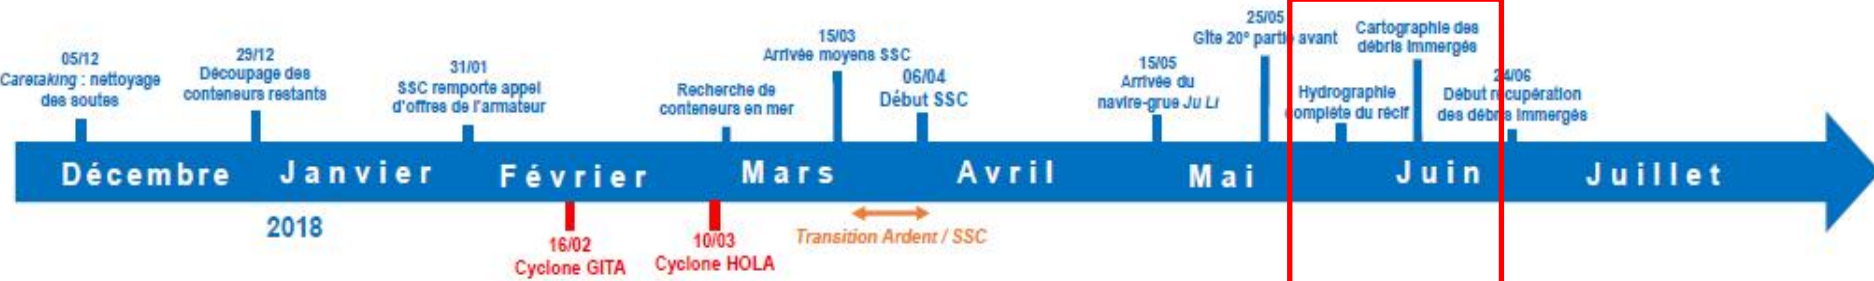 05/12
Caretaking : nettoyage
des soutes
29/12
Découpage des
conteneurs restants
31/01
SSC remporte appel
d'offres de l'armateur
Recherche de
conteneurs en mer
15/03
Arrivée moyens SSC
06/04
Début SSC
15/05
Arrivée du
navire-grue Ju Li
25/05
Gîte 20° partie avant
Hydrographie
complète du récif
Cartographie des
débris immergés
24/06
Début récupération
des débris immergés
Décembre Janvier Février Mars Avril Mai Juin Juillet
2018
16/02
Cyclone GITA
10/03
Cyclone HOLA
Transition Ardent / SSC